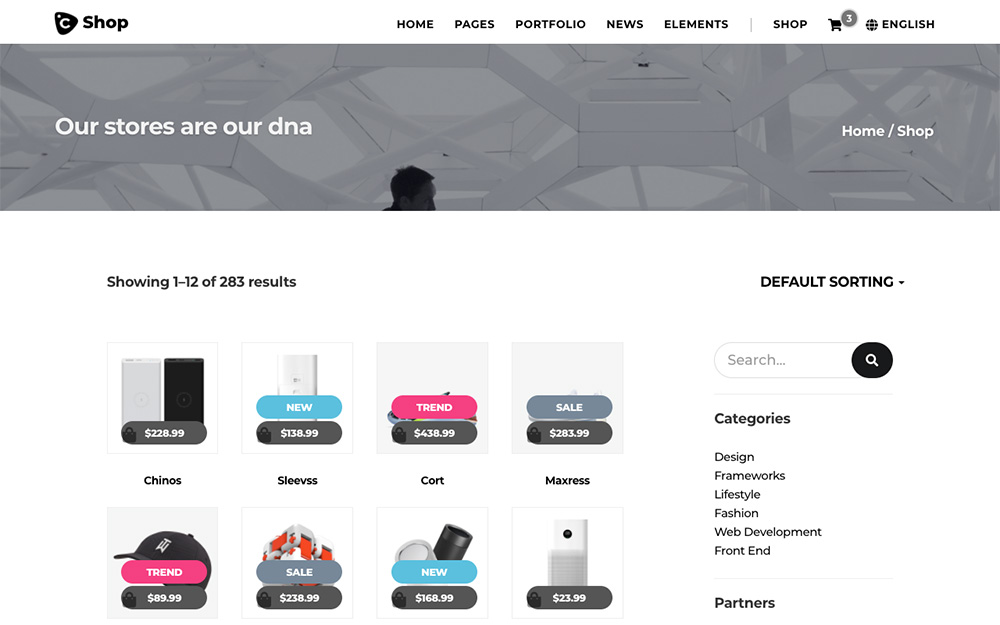 Shop
HOME PAGES PORTFOLIO NEWS ELEMENTS SHOP 3 ENGLISH
Our stores are our dna
Home / Shop
Showing 1–12 of 283 results
DEFAULT SORTING
$228.99
NEW
$138.99
TREND
$438.99
SALE
$283.99
Chinos
Sleevss
Cort
Maxress
TREND
$89.99
SALE
$238.99
NEW
$168.99
$23.99
Search...
Categories
Design
Frameworks
Lifestyle
Fashion
Web Development
Front End
Partners